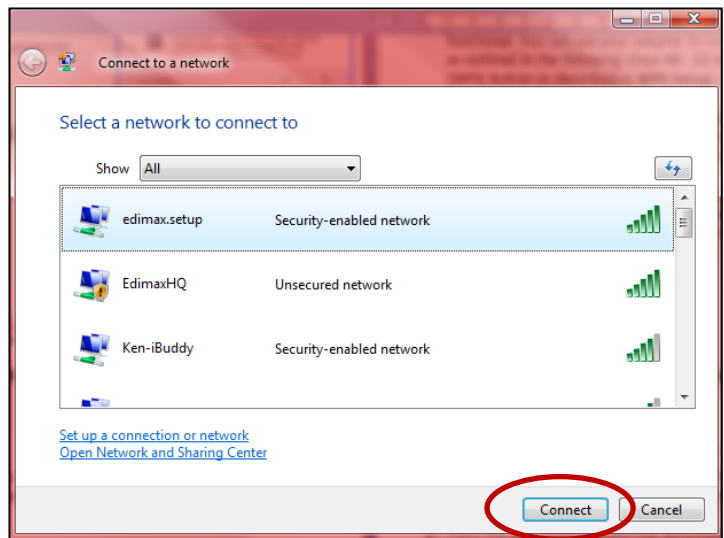 Connect to a network
Select a network to connect to
Show All
edimax.setup Security-enabled network
EdimaxHQ Unsecured network
Ken-iBuddy Security-enabled network
Set up a connection or network
Open Network and Sharing Center
Connect Cancel